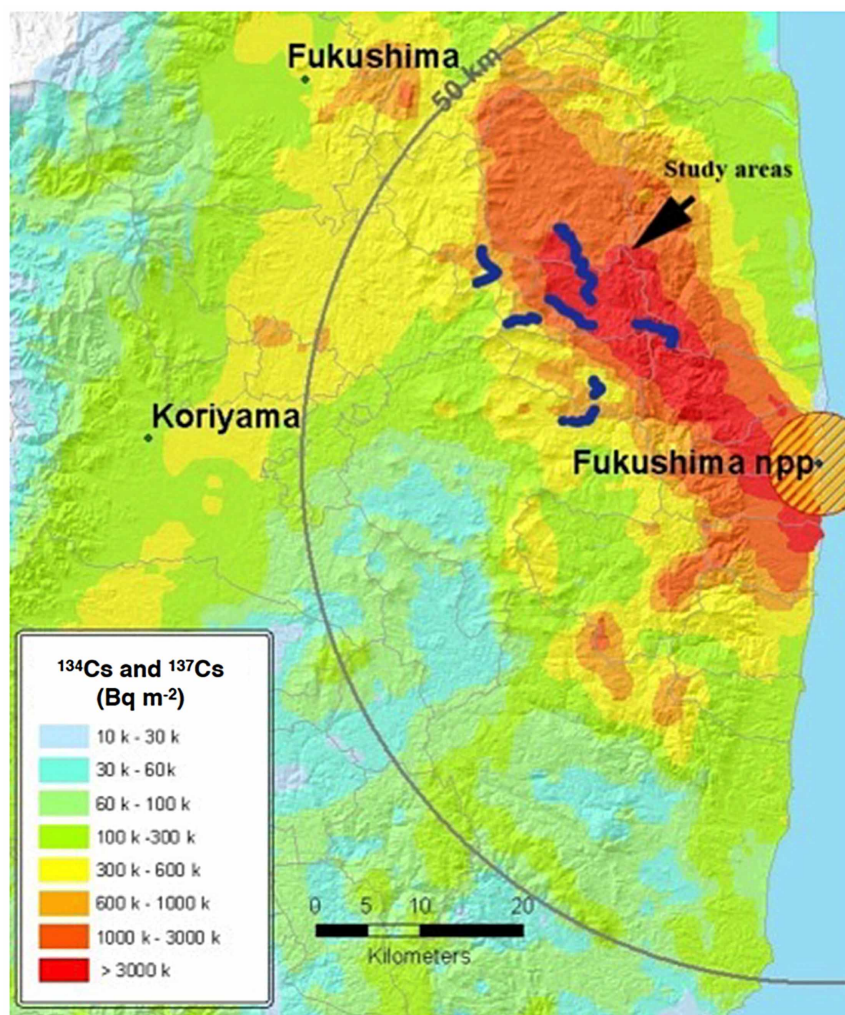 Fukushima
50 km
Study areas
Koriyama
Fukushima npp
¹³⁴Cs and ¹³⁷Cs
(Bq m⁻²)
10 k - 30 k
30 k - 60k
60 k - 100 k
100 k -300 k
300 k - 600 k
600 k - 1000 k
1000 k - 3000 k
> 3000 k
0 5 10 20
Kilometers